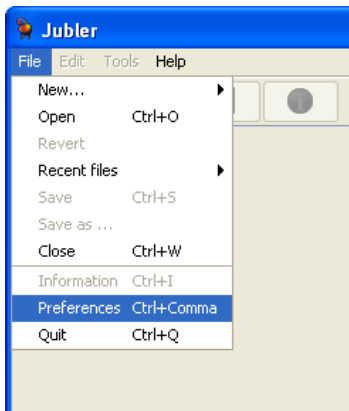 Jubler
File Edit Tools Help
New...
Open Ctrl+O
Revert
Recent files
Save Ctrl+S
Save as ...
Close Ctrl+W
Information Ctrl+I
Preferences Ctrl+Comma
Quit Ctrl+Q